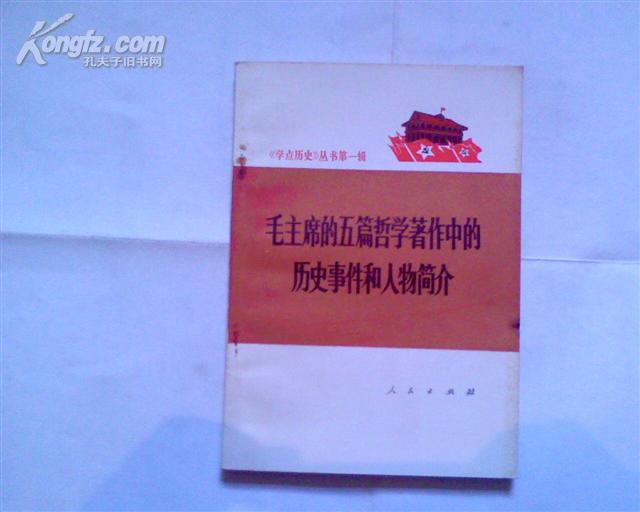 Kongfz.com
孔夫子旧书网
《学点历史》丛书第一辑
毛主席的五篇哲学著作中的
历史事件和人物简介
人民出版社